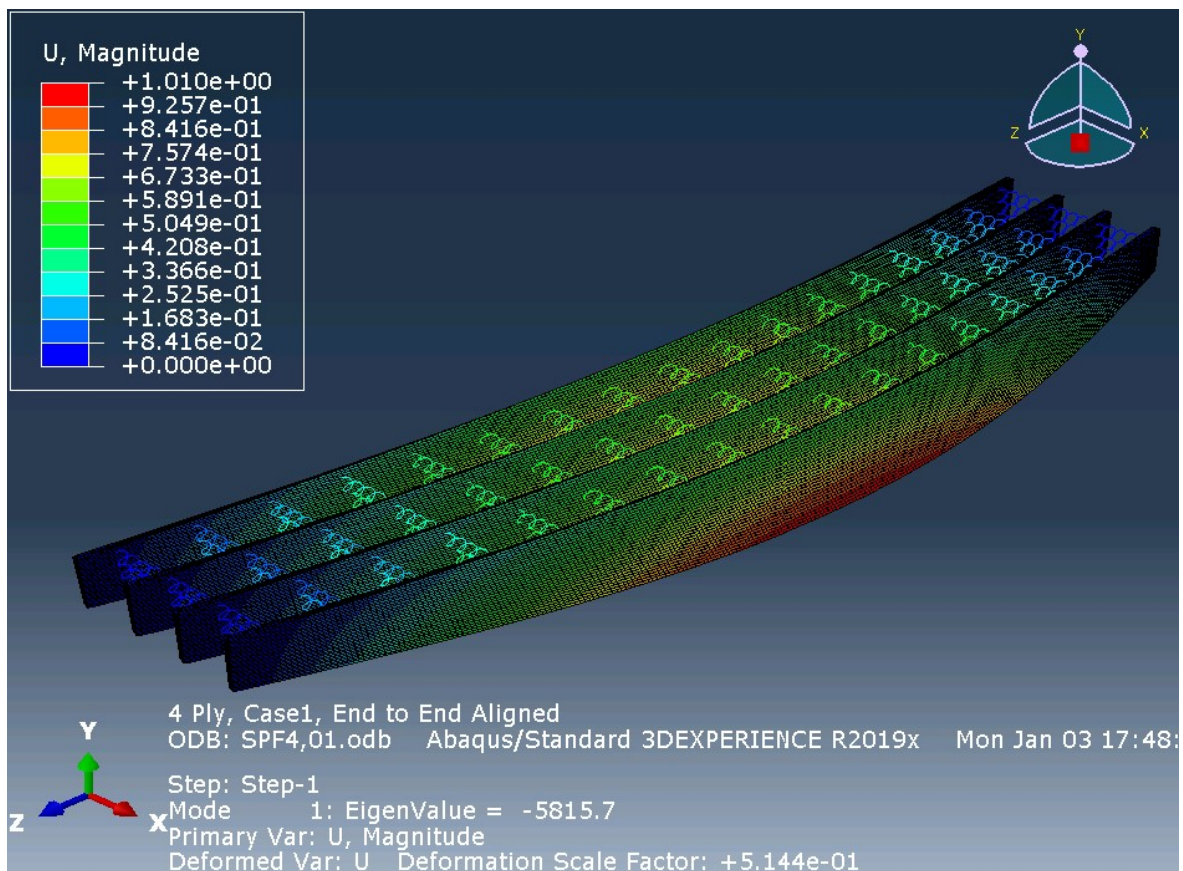 U, Magnitude
+1.010e+00
+9.257e-01
+8.416e-01
+7.574e-01
+6.733e-01
+5.891e-01
+5.049e-01
+4.208e-01
+3.366e-01
+2.525e-01
+1.683e-01
+8.416e-02
+0.000e+00
Y
Z X
4 Ply, Case1, End to End Aligned
ODB: SPF4,01.odb Abaqus/Standard 3DEXPERIENCE R2019x Mon Jan 03 17:48:
Y
Z X
Step: Step-1
Mode 1: EigenValue = -5815.7
Primary Var: U, Magnitude
Deformed Var: U Deformation Scale Factor: +5.144e-01